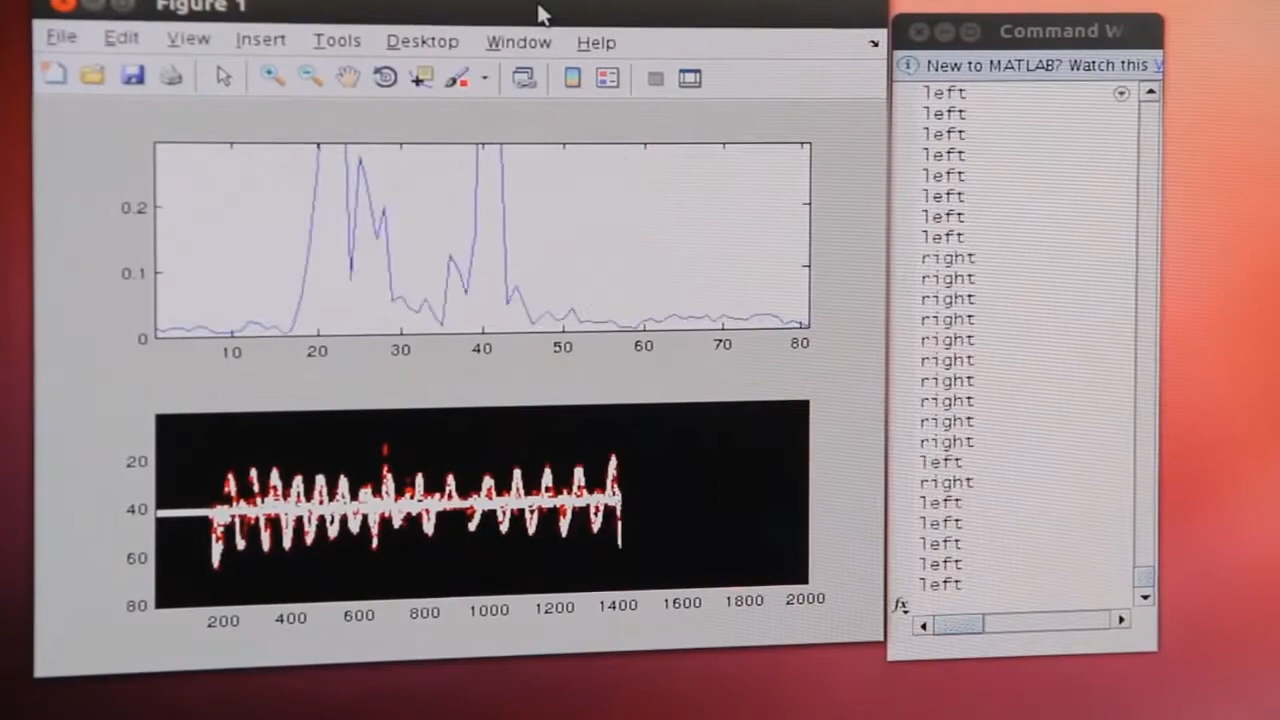 Figure 1
File Edit View Insert Tools Desktop Window Help
0.2
0.1
0
10 20 30 40 50 60 70 80
20
40
60
80
200 400 600 800 1000 1200 1400 1600 1800 2000
Command W
New to MATLAB? Watch this V
left
left
left
left
left
left
left
left
right
right
right
right
right
right
right
right
right
right
left
right
left
left
left
left
left
fx